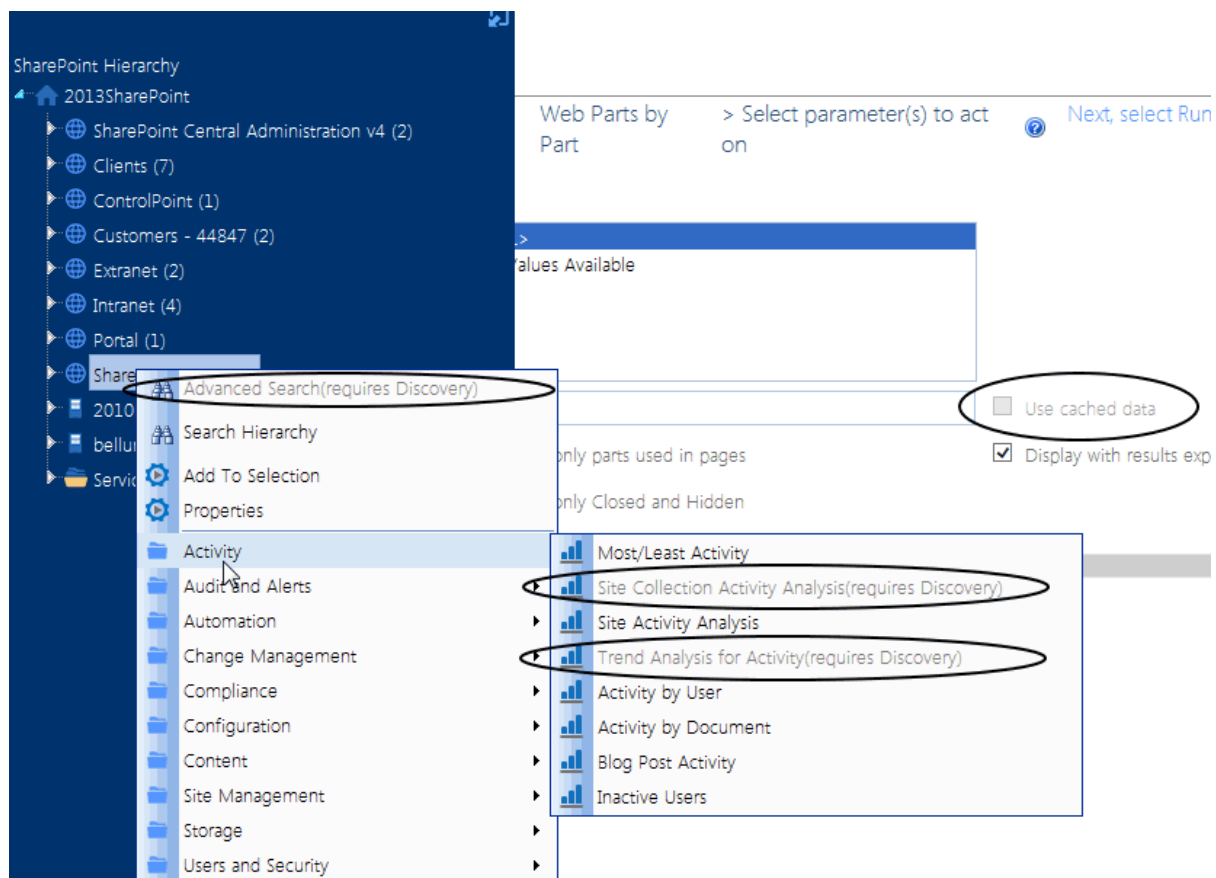 SharePoint Hierarchy
2013SharePoint
SharePoint Central Administration v4 (2)
Clients (7)
ControlPoint (1)
Customers - 44847 (2)
Extranet (2)
Intranet (4)
Portal (1)
Share
2010
Servic
Web Parts by
Part
> Select parameter(s) to act
on
Next, select Run
>
alues Available
Use cached data
only parts used in pages
Display with results exp
only Closed and Hidden
Advanced Search(requires Discovery)
Search Hierarchy
Add To Selection
Properties
Activity
Audit and Alerts
Automation
Change Management
Compliance
Configuration
Content
Site Management
Storage
Users and Security
Most/Least Activity
Site Collection Activity Analysis(requires Discovery)
Site Activity Analysis
Trend Analysis for Activity(requires Discovery)
Activity by User
Activity by Document
Blog Post Activity
Inactive Users